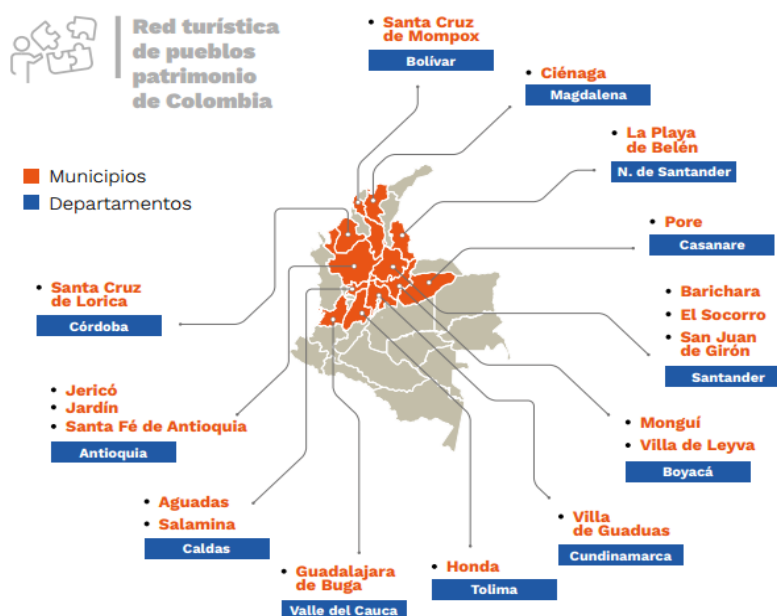 Red turística
de pueblos
patrimonio
de Colombia
Municipios
Departamentos
• Santa Cruz
de Mompox
Bolívar
• Ciénaga
Magdalena
• La Playa
de Belén
N. de Santander
• Pore
Casanare
• Barichara
• El Socorro
• San Juan
de Girón
Santander
• Monguí
• Villa de Leyva
Boyacá
• Villa
de Guaduas
Cundinamarca
• Honda
Tolima
• Guadalajara
de Buga
Valle del Cauca
• Aguadas
• Salamina
Caldas
• Jericó
• Jardín
• Santa Fé de Antioquia
Antioquia
• Santa Cruz
de Lorica
Córdoba